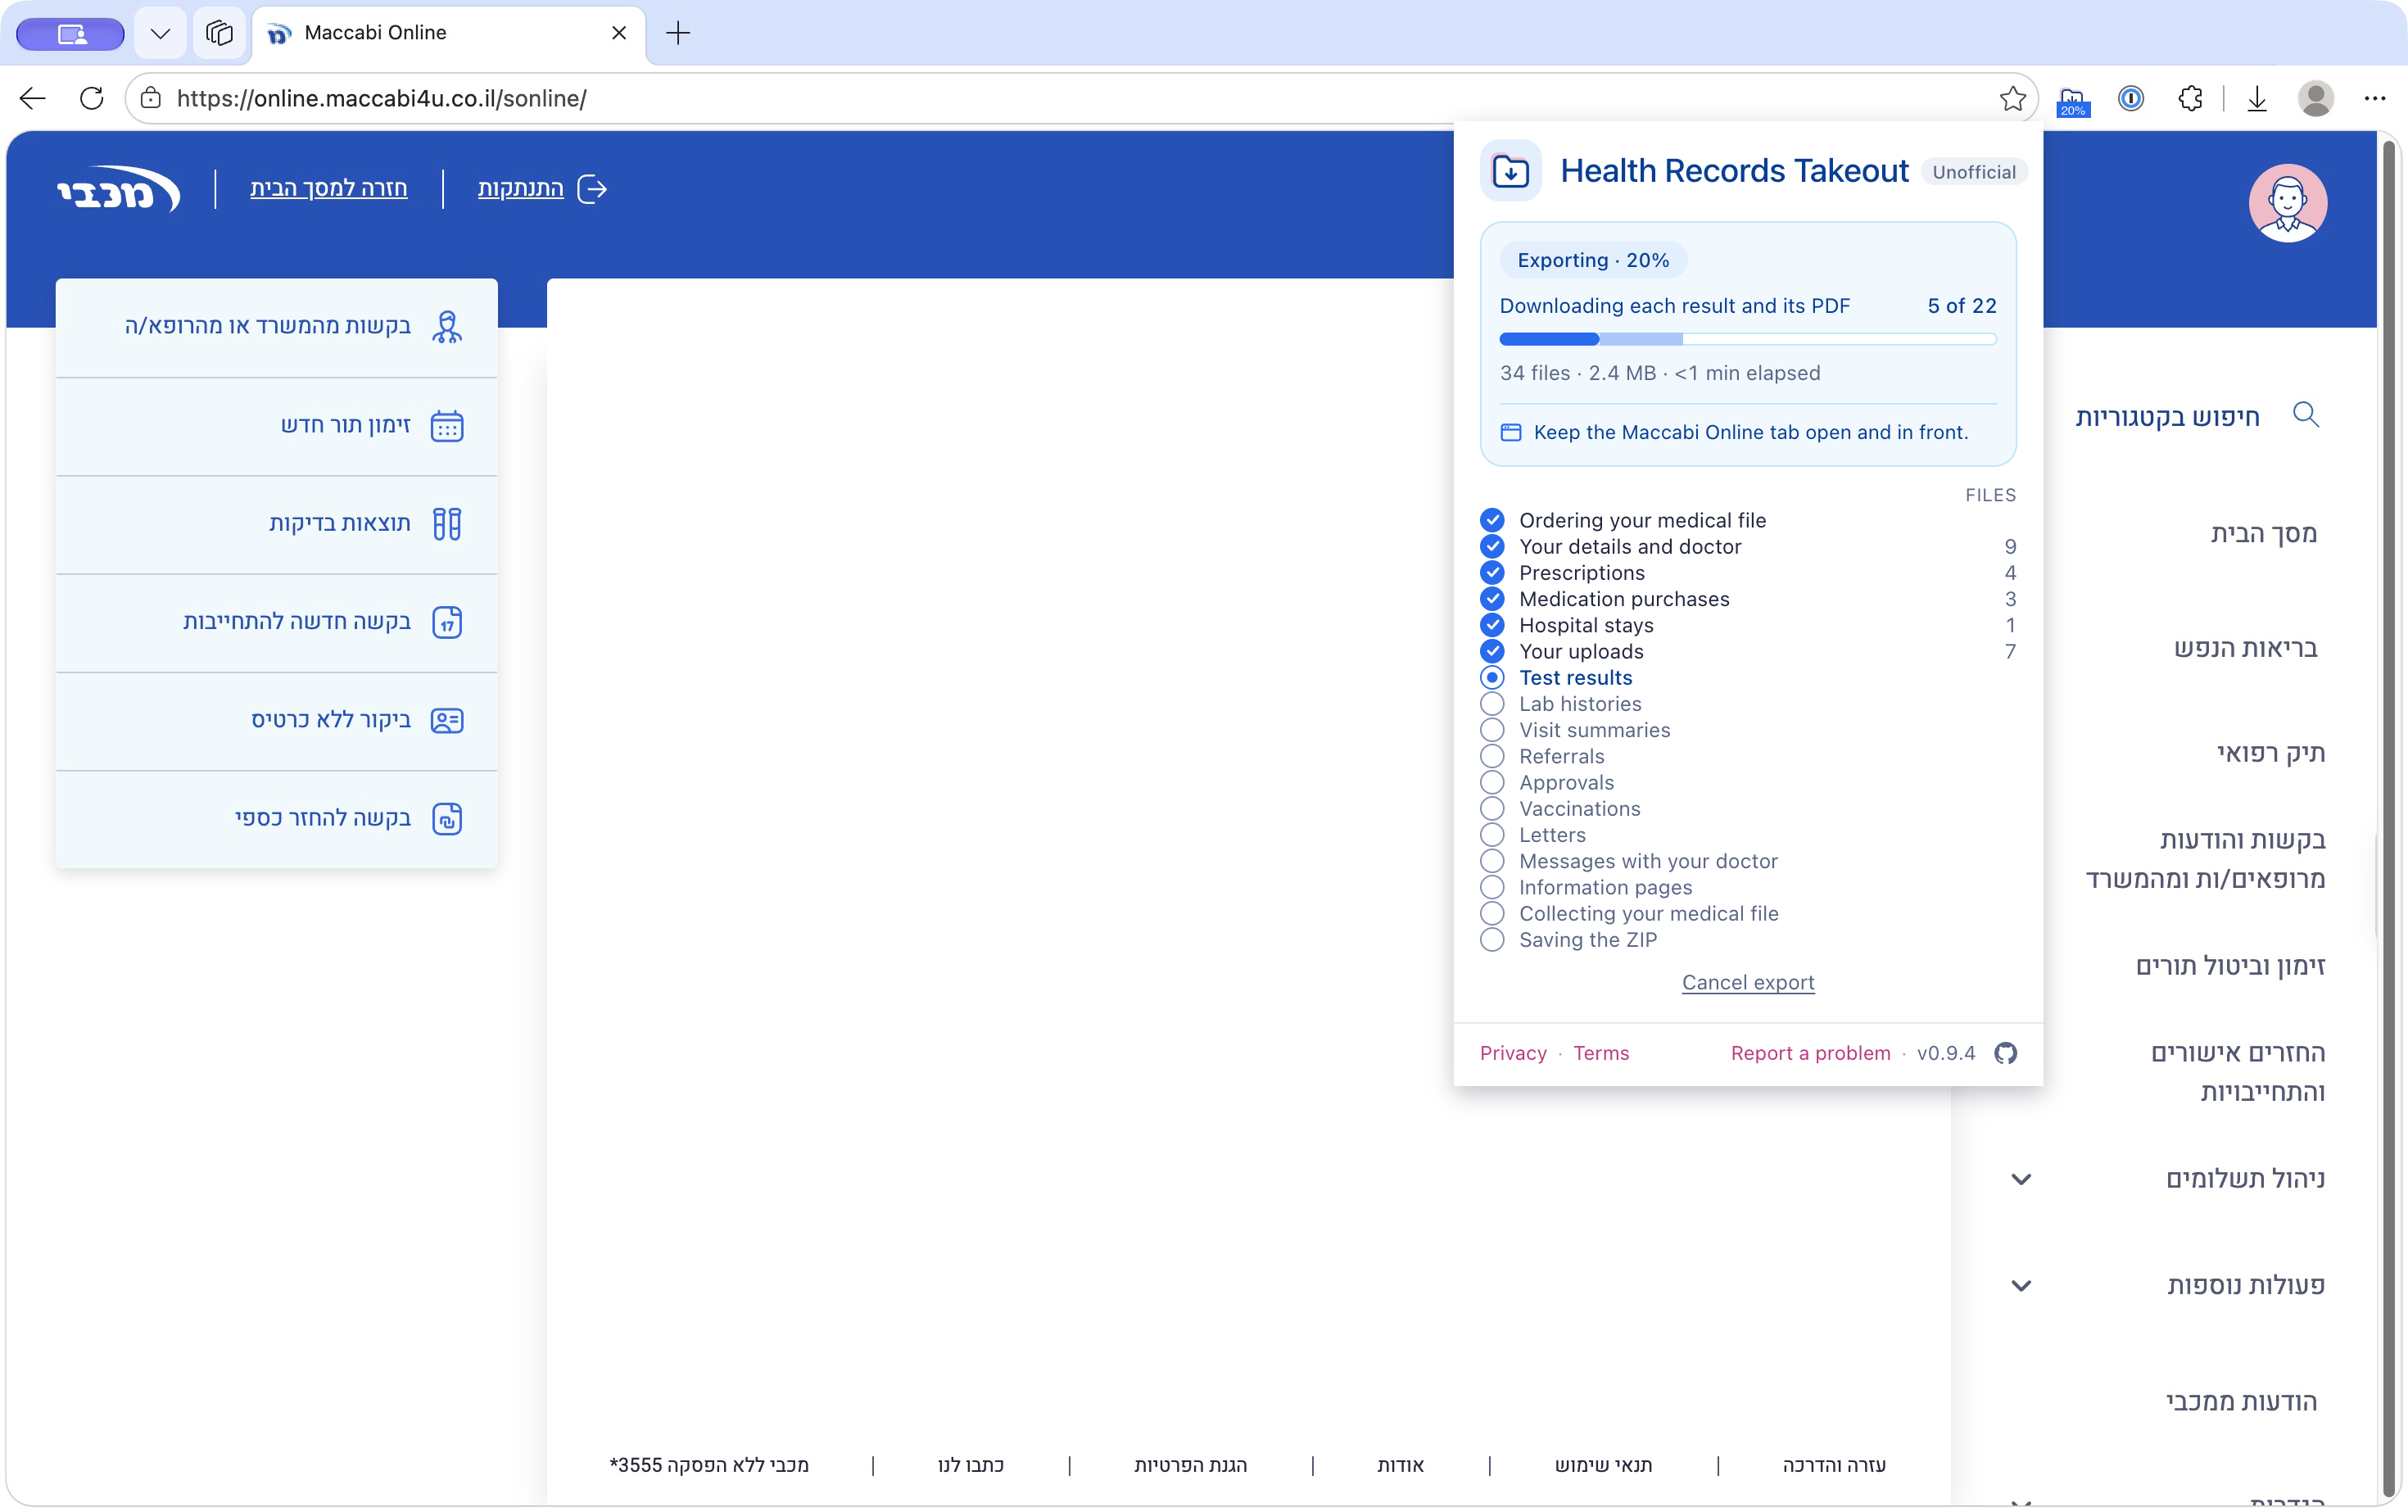 Maccabi Online
https://online.maccabi4u.co.il/sonline/
20%
מכבי
חזרה למסך הבית
התנתקות
בקשות מהמשרד או מהרופא/ה
זימון תור חדש
תוצאות בדיקות
בקשה חדשה להתחייבות
17
ביקור ללא כרטיס
בקשה להחזר כספי
Health Records Takeout
Unofficial
Exporting · 20%
Downloading each result and its PDF
5 of 22
34 files · 2.4 MB · <1 min elapsed
Keep the Maccabi Online tab open and in front.
FILES
Ordering your medical file
Your details and doctor 9
Prescriptions 4
Medication purchases 3
Hospital stays 1
Your uploads 7
Test results
Lab histories
Visit summaries
Referrals
Approvals
Vaccinations
Letters
Messages with your doctor
Information pages
Collecting your medical file
Saving the ZIP
Cancel export
Privacy · Terms
Report a problem · v0.9.4
חיפוש בקטגוריות
מסך הבית
בריאות הנפש
תיק רפואי
בקשות והודעות
מרופאים/ות ומהמשרד
זימון וביטול תורים
החזרים אישורים
והתחייבויות
ניהול תשלומים
פעולות נוספות
הודעות ממכבי
עזרה והדרכה | תנאי שימוש | אודות | הגנת הפרטיות | כתבו לנו | מכבי ללא הפסקה 3555*